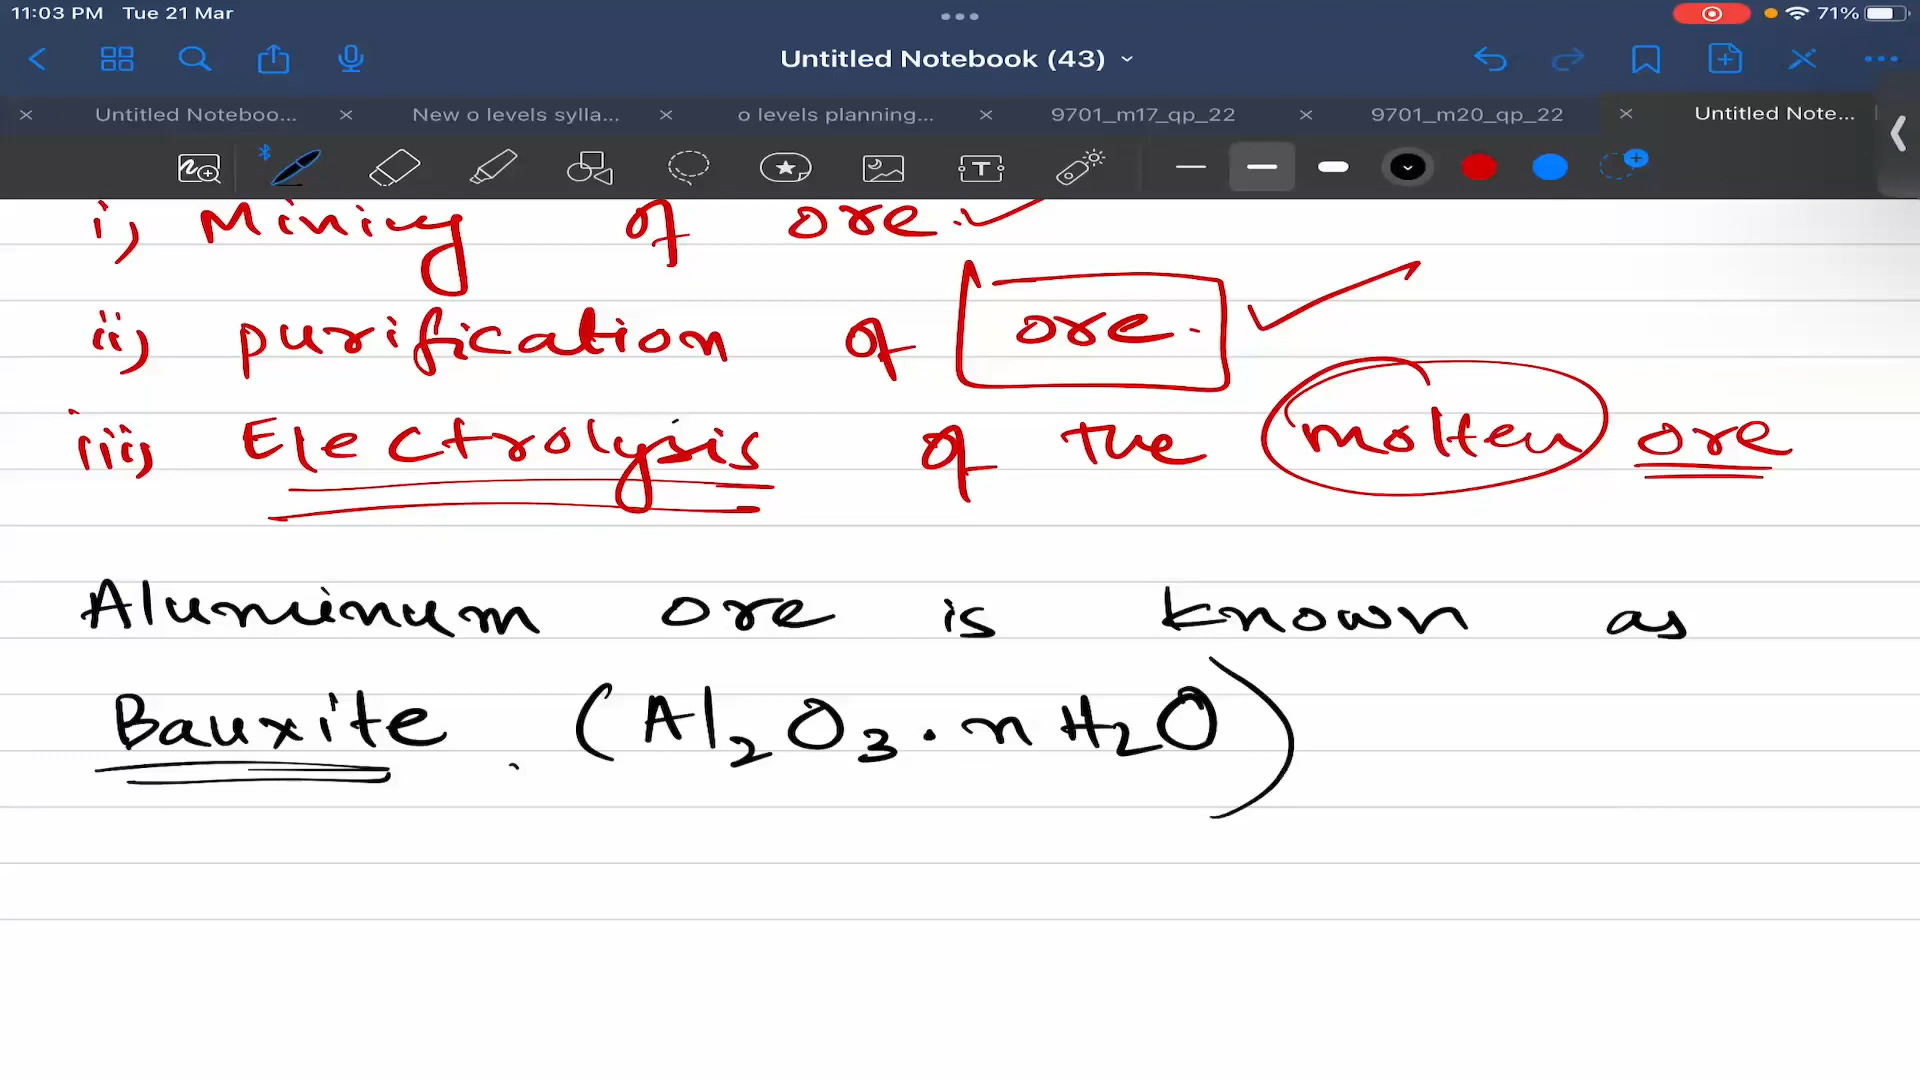 11:03 PM Tue 21 Mar 71%
Untitled Notebook (43)
Untitled Noteboo... New o levels sylla... o levels planning... 9701_m17_qp_22 9701_m20_qp_22 Untitled Note...
i) Mining of ore.
ii) purification of ore.
iii) Electrolysis of the molten ore
Aluminum ore is known as
Bauxite (Al₂O₃·nH₂O)